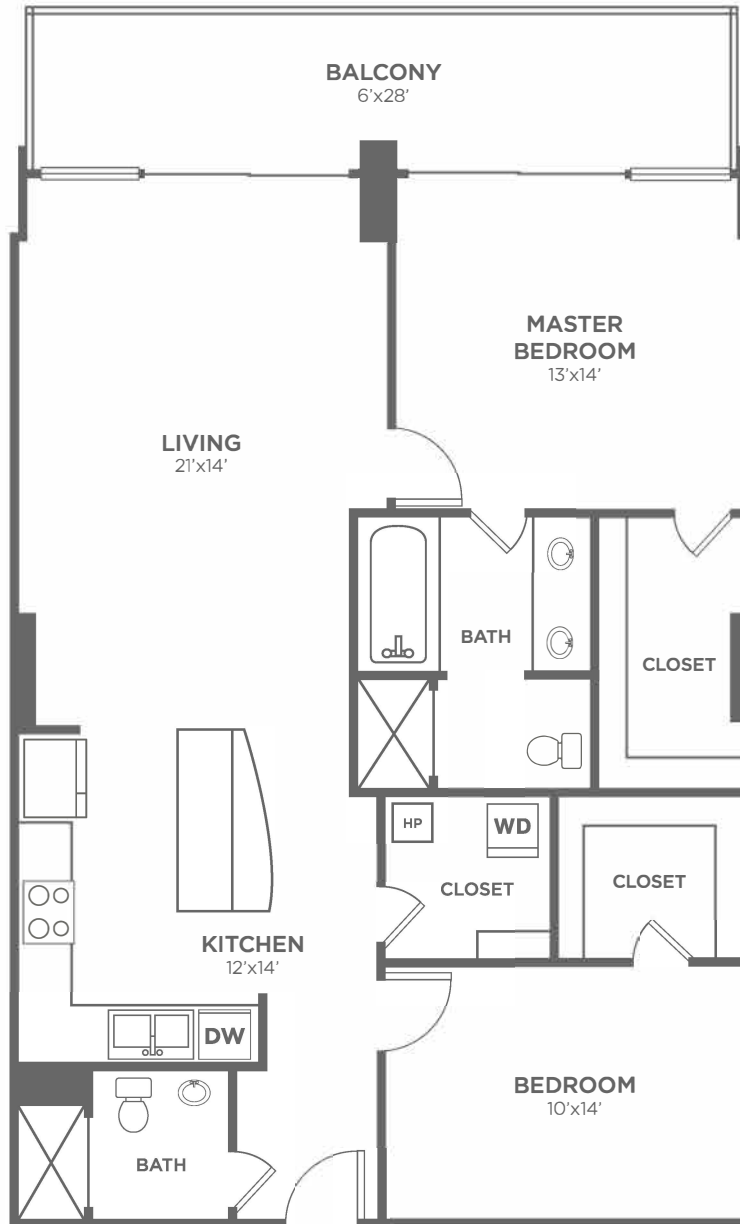 BALCONY
6'x28'
MASTER
BEDROOM
13'x14'
LIVING
21'x14'
BATH
CLOSET
HP
WD
CLOSET
CLOSET
KITCHEN
12'x14'
DW
BEDROOM
10'x14'
BATH